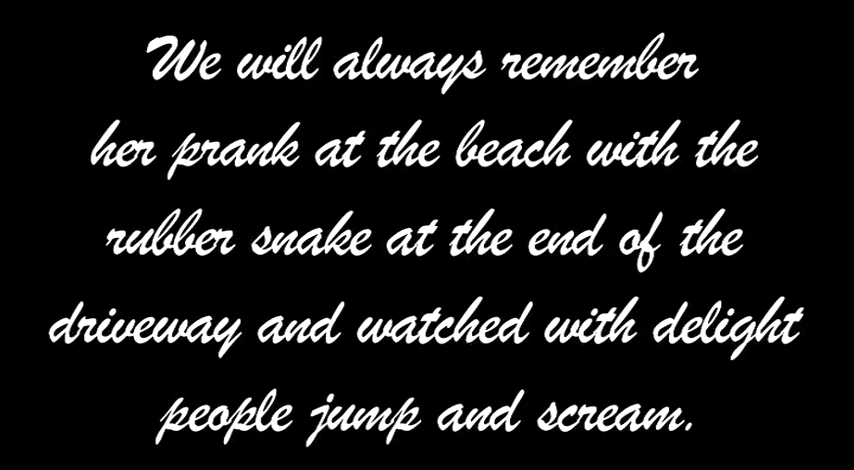 We will always remember
her prank at the beach with the
rubber snake at the end of the
driveway and watched with delight
people jump and scream.